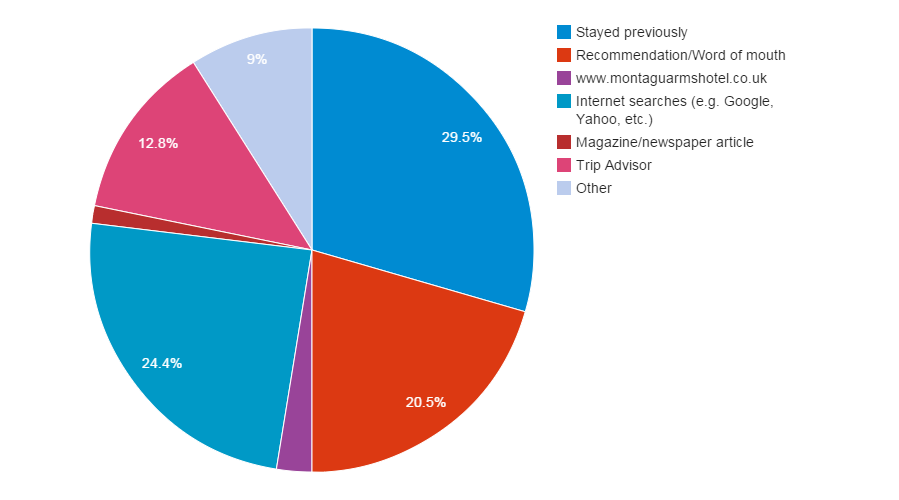 9%
29.5%
12.8%
24.4%
20.5%
Stayed previously
Recommendation/Word of mouth
www.montaguarmshotel.co.uk
Internet searches (e.g. Google,
Yahoo, etc.)
Magazine/newspaper article
Trip Advisor
Other